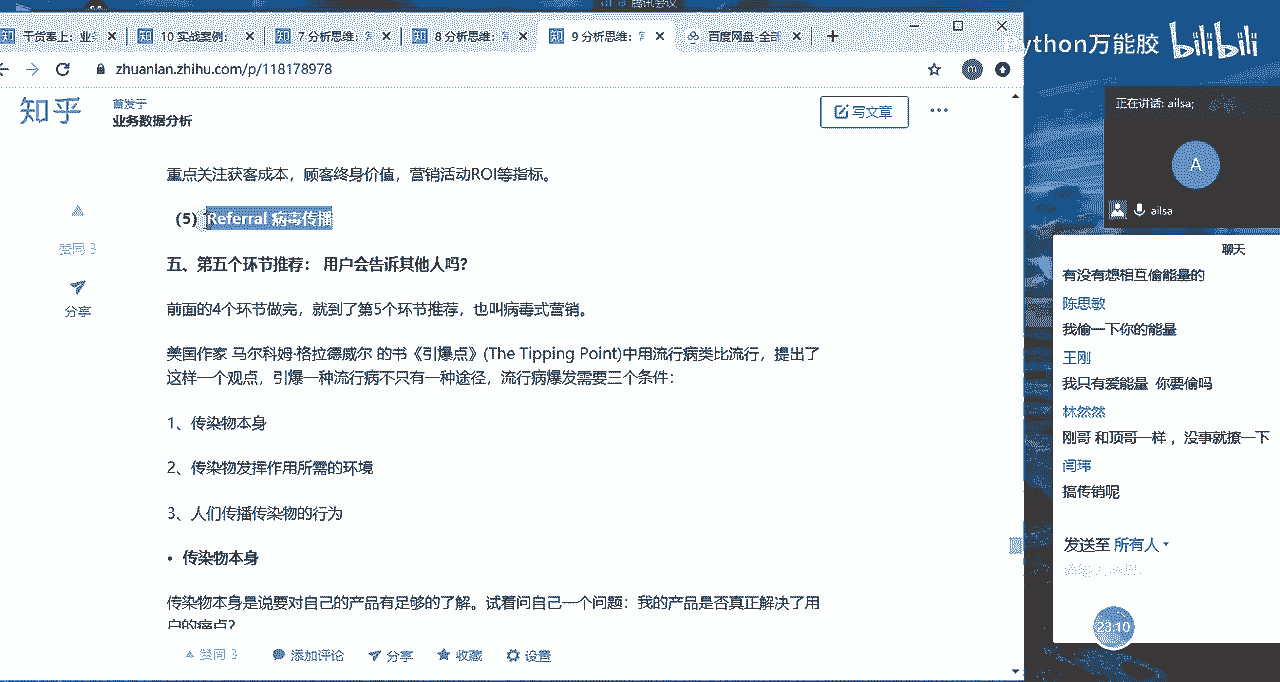 腾讯会议
干货奉上：业
10 实战案例：
7 分析思维：
8 分析思维：
9 分析思维：
百度网盘-全部
zhuanlan.zhihu.com/p/118178978
m
ython万能胶
bilibili
知乎
首发于
业务数据分析
写文章
正在讲话: ailsa;
A
ailsa
重点关注获客成本，顾客终身价值，营销活动ROI等指标。
（5）Referral 病毒传播
赞同 3
分享
五、第五个环节推荐： 用户会告诉其他人吗？
前面的4个环节做完，就到了第5个环节推荐，也叫病毒式营销。
美国作家 马尔科姆·格拉德威尔 的书《引爆点》(The Tipping Point)中用流行病类比流行，提出了
这样一个观点，引爆一种流行病不只有一种途径，流行病爆发需要三个条件：
1、传染物本身
2、传染物发挥作用所需的环境
3、人们传播传染物的行为
• 传染物本身
传染物本身是说要对自己的产品有足够的了解。试着问自己一个问题：我的产品是否真正解决了用
户的痛点？
赞同 3
添加评论
分享
收藏
设置
聊天
有没有想相互偷能量的
陈思敏
我偷一下你的能量
王刚
我只有爱能量 你要偷吗
林然然
刚哥 和顶哥一样 ，没事就撩一下
闫玮
搞传销呢
发送至 所有人
23:10